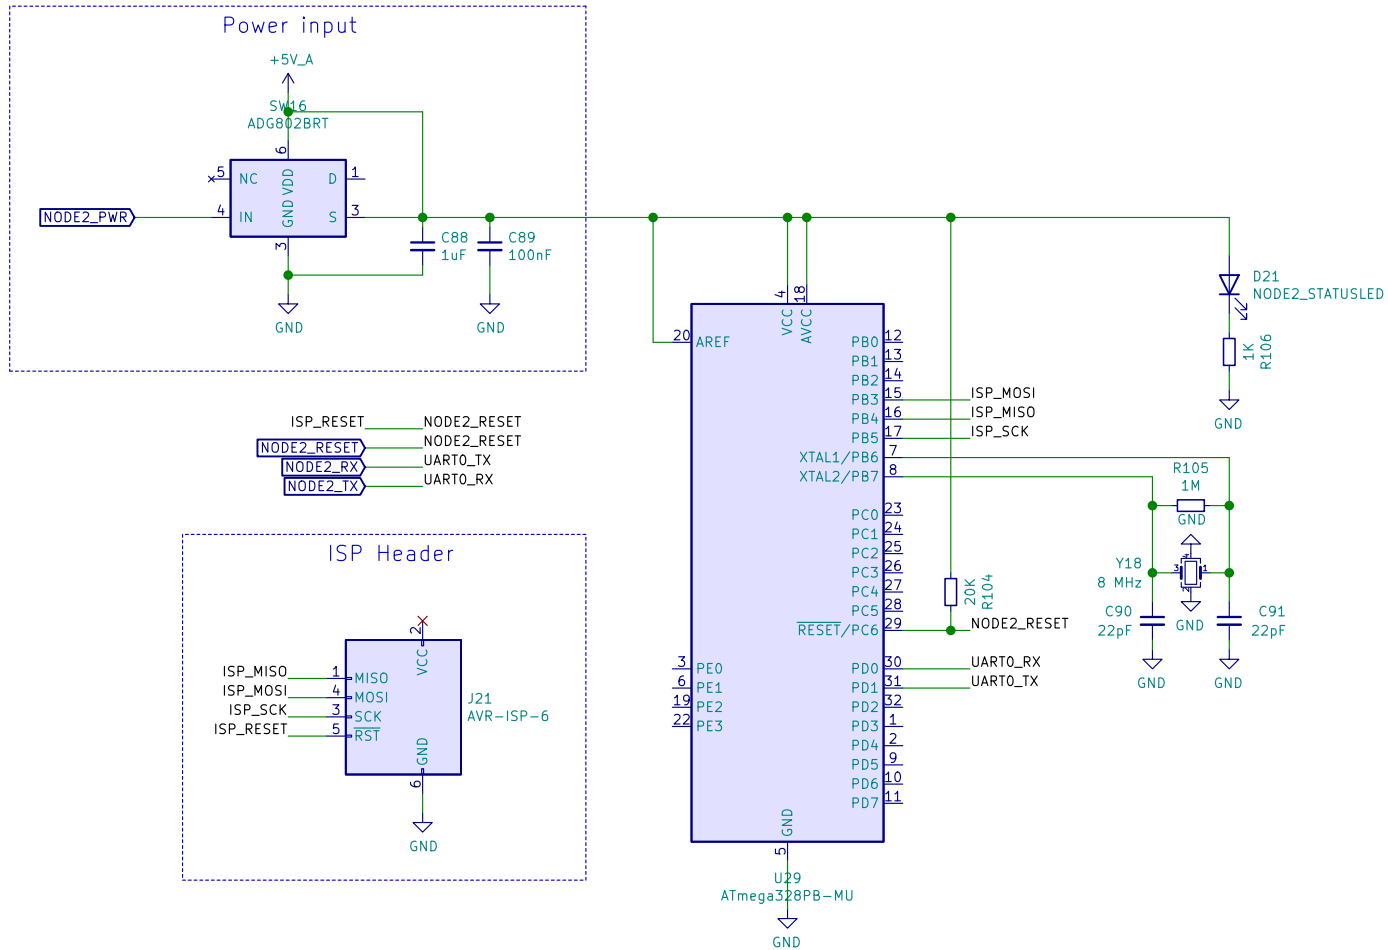 Power input
+5V_A
SW16
ADG802BRT
6
5 NC VDD D 1
NODE2_PWR 4 IN GND S 3
3
C88
1uF
C89
100nF
GND
GND
ISP_RESET NODE2_RESET
NODE2_RESET NODE2_RESET
NODE2_RX UART0_TX
NODE2_TX UART0_RX
ISP Header
2
VCC
ISP_MISO 1 MISO
ISP_MOSI 4 MOSI
ISP_SCK 3 SCK
ISP_RESET 5 RST
GND
6
J21
AVR-ISP-6
GND
4 18
VCC AVCC
20 AREF
PB0 12
PB1 13
PB2 14
PB3 15 ISP_MOSI
PB4 16 ISP_MISO
PB5 17 ISP_SCK
XTAL1/PB6 7
XTAL2/PB7 8
PC0 23
PC1 24
PC2 25
PC3 26
PC4 27
PC5 28
RESET/PC6 29 NODE2_RESET
3 PE0 PD0 30 UART0_RX
6 PE1 PD1 31 UART0_TX
19 PE2 PD2 32
22 PE3 PD3 1
PD4 2
PD5 9
PD6 10
PD7 11
GND
5
U29
ATmega328PB-MU
GND
20K
R104
D21
NODE2_STATUSLED
1K
R106
GND
R105
1M
GND
4
Y18
8 MHz
3 1
2
GND
C90
22pF
C91
22pF
GND
GND